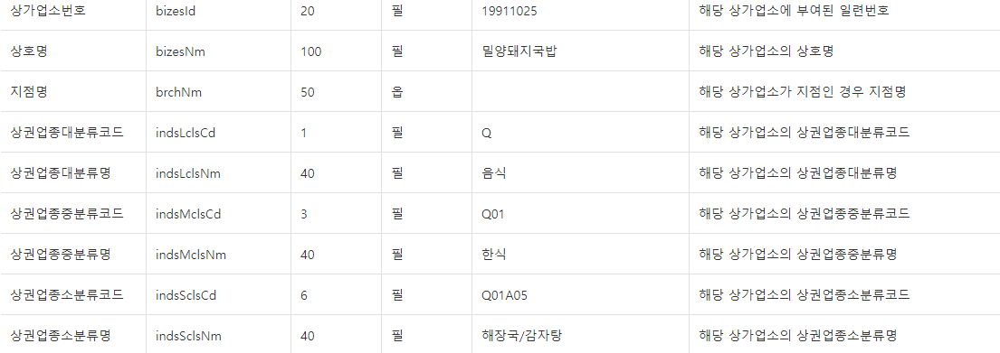 상가업소번호 bizesId 20 필 19911025 해당 상가업소에 부여된 일련번호
상호명 bizesNm 100 필 밀양돼지국밥 해당 상가업소의 상호명
지점명 brchNm 50 옵 해당 상가업소가 지점인 경우 지점명
상권업종대분류코드 indsLclsCd 1 필 Q 해당 상가업소의 상권업종대분류코드
상권업종대분류명 indsLclsNm 40 필 음식 해당 상가업소의 상권업종대분류명
상권업종중분류코드 indsMclsCd 3 필 Q01 해당 상가업소의 상권업종중분류코드
상권업종중분류명 indsMclsNm 40 필 한식 해당 상가업소의 상권업종중분류명
상권업종소분류코드 indsSclsCd 6 필 Q01A05 해당 상가업소의 상권업종소분류코드
상권업종소분류명 indsSclsNm 40 필 해장국/감자탕 해당 상가업소의 상권업종소분류명